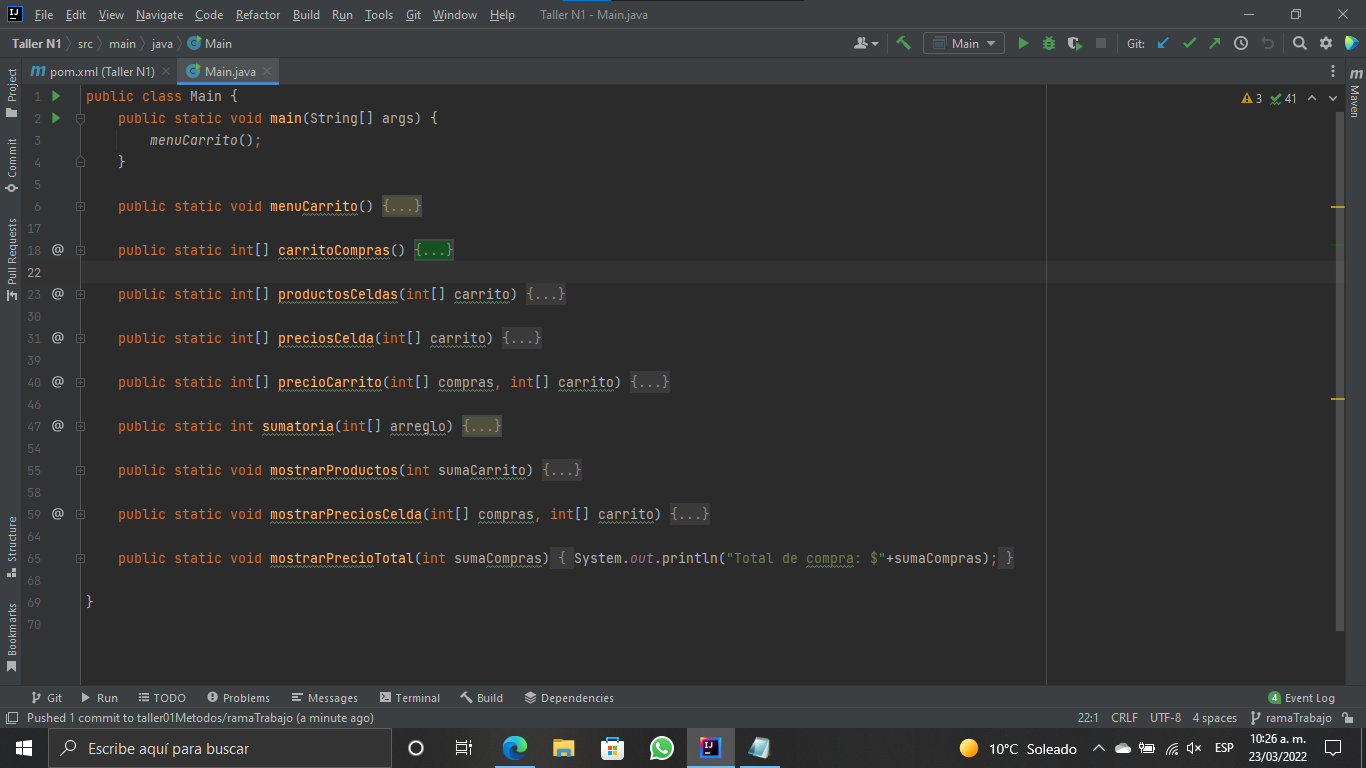 File Edit View Navigate Code Refactor Build Run Tools Git Window Help Taller N1 - Main.java
Taller N1 src main java Main Main Git:
pom.xml (Taller N1) Main.java
Project
Commit
Pull Requests
Structure
Bookmarks
Maven
3 41
1 public class Main {
2 public static void main(String[] args) {
3 menuCarrito();
4 }
5
6 public static void menuCarrito() {...}
17
18 @ public static int[] carritoCompras() {...}
22
23 @ public static int[] productosCeldas(int[] carrito) {...}
30
31 @ public static int[] preciosCelda(int[] carrito) {...}
39
40 @ public static int[] precioCarrito(int[] compras, int[] carrito) {...}
46
47 @ public static int sumatoria(int[] arreglo) {...}
54
55 public static void mostrarProductos(int sumaCarrito) {...}
58
59 @ public static void mostrarPreciosCelda(int[] compras, int[] carrito) {...}
64
65 public static void mostrarPrecioTotal(int sumaCompras) { System.out.println("Total de compra: $"+sumaCompras); }
68
69 }
70
Git Run TODO Problems Messages Terminal Build Dependencies 4 Event Log
Pushed 1 commit to taller01Metodos/ramaTrabajo (a minute ago) 22:1 CRLF UTF-8 4 spaces ramaTrabajo
Escribe aquí para buscar 10°C Soleado ESP 10:26 a. m.
23/03/2022